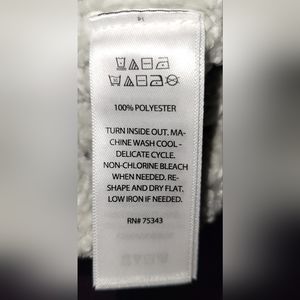 100% POLYESTER
TURN INSIDE OUT. MA-
CHINE WASH COOL -
DELICATE CYCLE.
NON-CHLORINE BLEACH
WHEN NEEDED. RE-
SHAPE AND DRY FLAT.
LOW IRON IF NEEDED.
RN# 75343